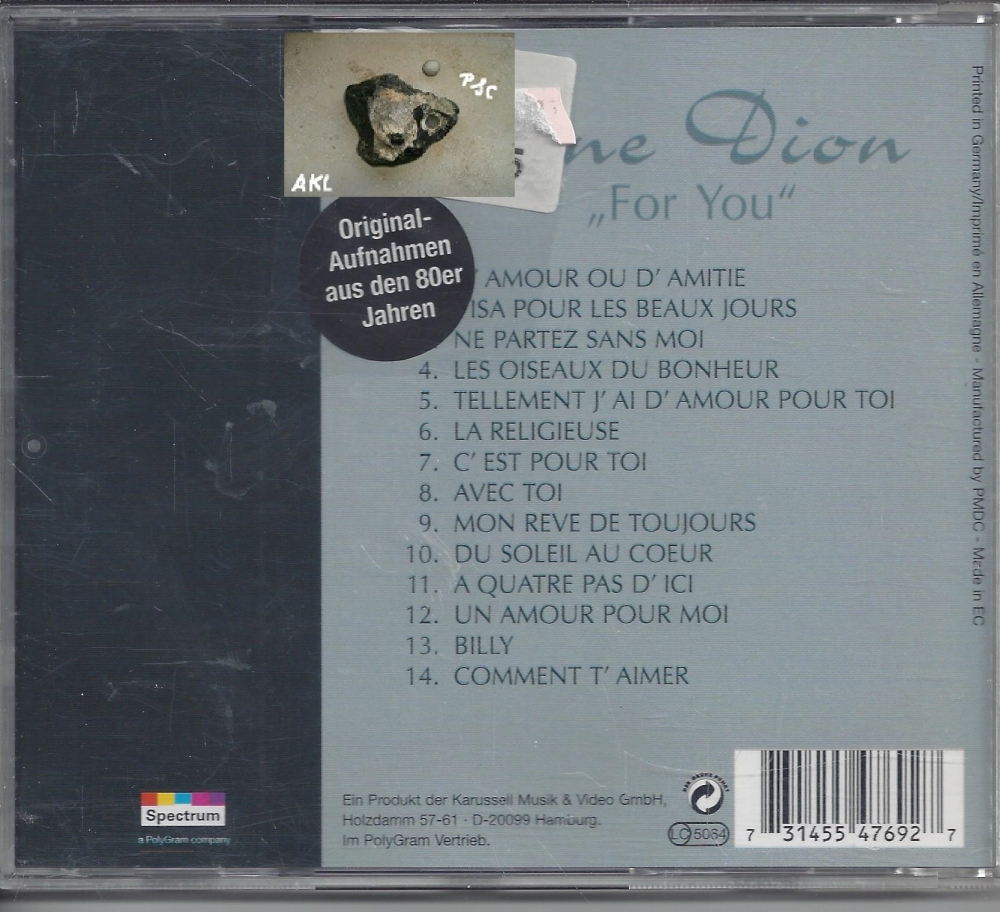 PSC
AKL
5
ne Dion
„For You“
Original-
Aufnahmen
aus den 80er
Jahren
' AMOUR OU D' AMITIE
ISA POUR LES BEAUX JOURS
NE PARTEZ SANS MOI
4. LES OISEAUX DU BONHEUR
5. TELLEMENT J' AI D' AMOUR POUR TOI
6. LA RELIGIEUSE
7. C' EST POUR TOI
8. AVEC TOI
9. MON REVE DE TOUJOURS
10. DU SOLEIL AU COEUR
11. A QUATRE PAS D' ICI
12. UN AMOUR POUR MOI
13. BILLY
14. COMMENT T' AIMER
Printed in Germany/Imprimé en Allemagne - Manufactured by PMDC - Made in EC
Spectrum
a PolyGram company
Ein Produkt der Karussell Musik & Video GmbH,
Holzdamm 57-61 · D-20099 Hamburg.
Im PolyGram Vertrieb.
DER GRÜNE PUNKT
LC 5064
7 31455 47692 7